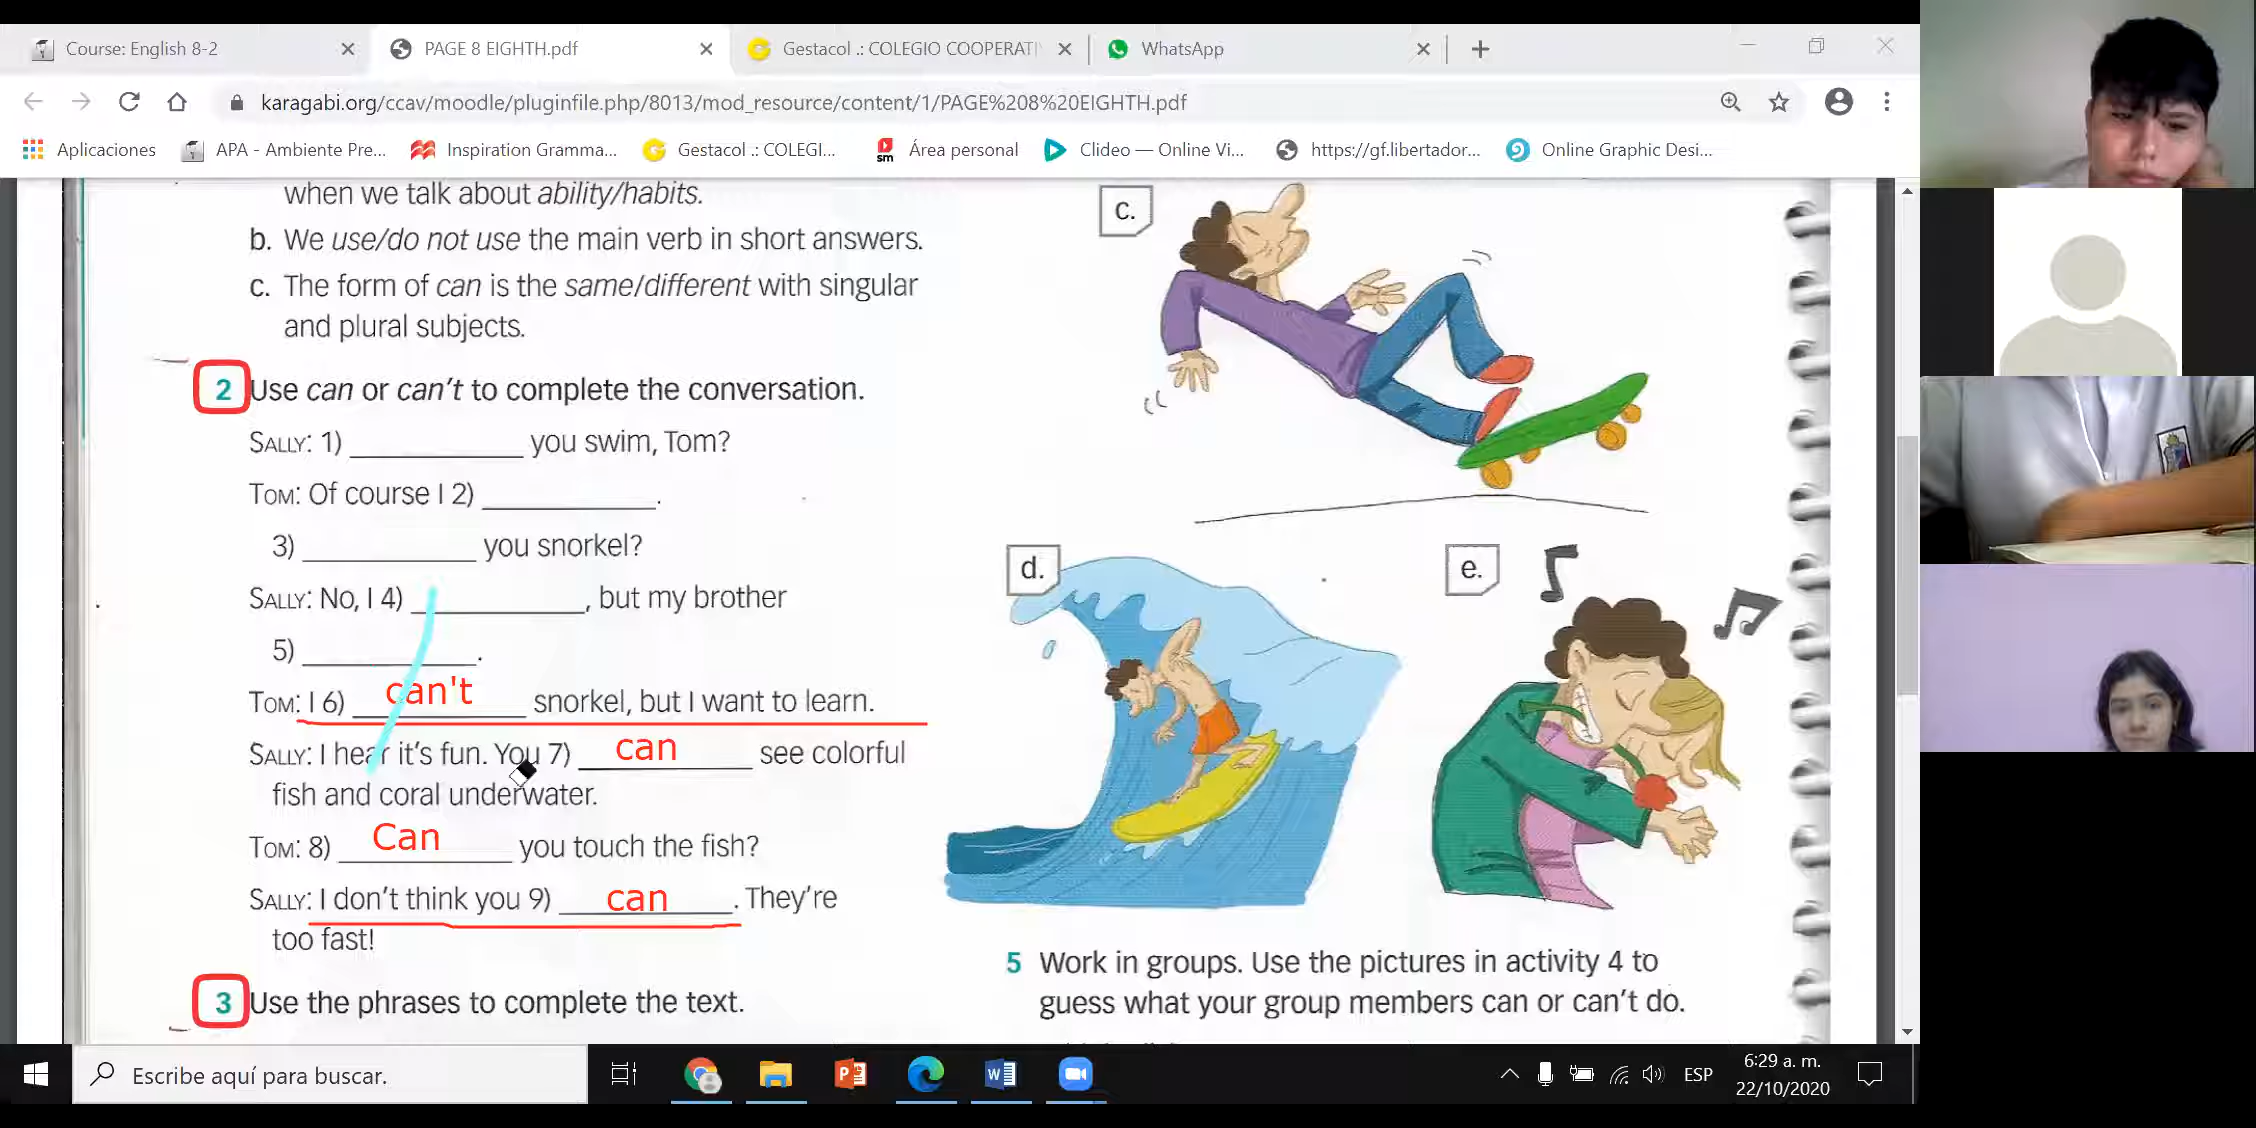 Course: English 8-2
PAGE 8 EIGHTH.pdf
Gestacol .: COLEGIO COOPERATI
WhatsApp
karagabi.org/ccav/moodle/pluginfile.php/8013/mod_resource/content/1/PAGE%208%20EIGHTH.pdf
Aplicaciones
APA - Ambiente Pre...
Inspiration Gramma...
Gestacol .: COLEGI...
sm
Área personal
Clideo — Online Vi...
https://gf.libertador...
Online Graphic Desi...
when we talk about ability/habits.
b. We use/do not use the main verb in short answers.
c. The form of can is the same/different with singular
and plural subjects.
2 Use can or can't to complete the conversation.
SALLY: 1) ____________ you swim, Tom?
TOM: Of course I 2) ____________.
3) ____________ you snorkel?
SALLY: No, I 4) ____________, but my brother
5) ____________.
TOM: I 6) can't snorkel, but I want to learn.
SALLY: I hear it's fun. You 7) can see colorful
fish and coral underwater.
TOM: 8) Can you touch the fish?
SALLY: I don't think you 9) can. They're
too fast!
3 Use the phrases to complete the text.
c.
d.
e.
5 Work in groups. Use the pictures in activity 4 to
guess what your group members can or can't do.
Escribe aquí para buscar.
ESP
6:29 a. m.
22/10/2020